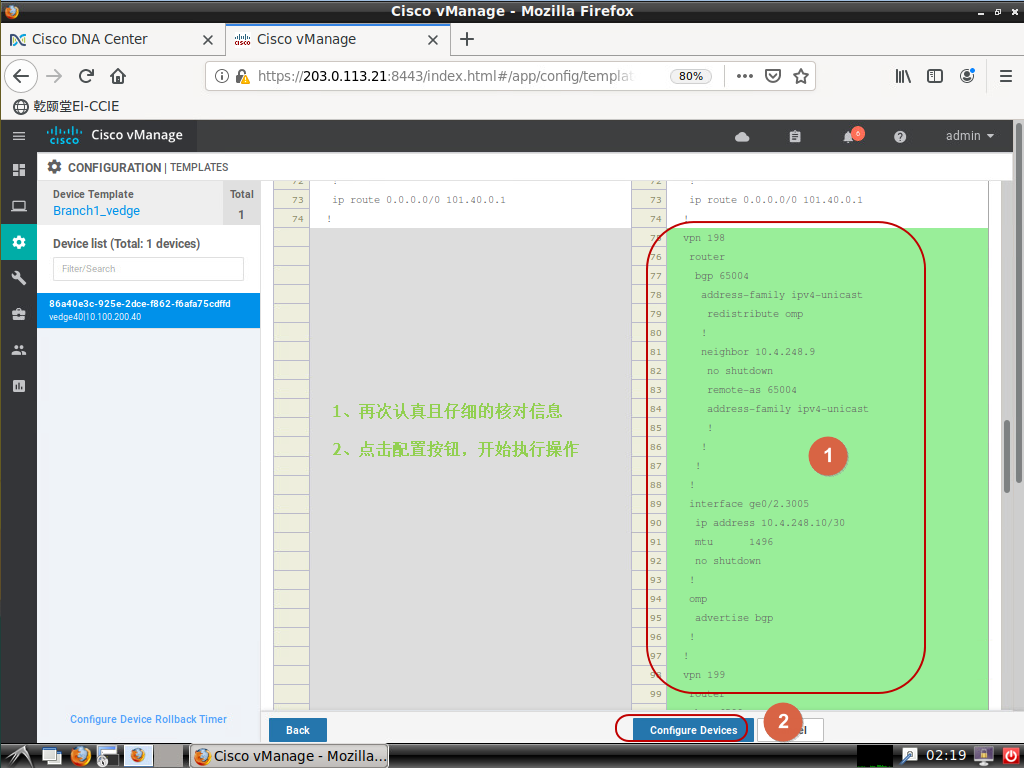 Cisco vManage - Mozilla Firefox
Cisco DNA Center
Cisco vManage
https://203.0.113.21:8443/index.html#/app/config/templat
80%
乾颐堂EI-CCIE
cisco
Cisco vManage
6
admin
CONFIGURATION | TEMPLATES
Device Template
Branch1_vedge
Total
1
Device list (Total: 1 devices)
Filter/Search
86a40e3c-925e-2dce-f862-f6afa75cdffd
vedge40|10.100.200.40
Configure Device Rollback Timer
72 !
73 ip route 0.0.0.0/0 101.40.0.1
74 !
1、再次认真且仔细的核对信息
2、点击配置按钮，开始执行操作
72 !
73 ip route 0.0.0.0/0 101.40.0.1
74 !
75 vpn 198
76 router
77 bgp 65004
78 address-family ipv4-unicast
79 redistribute omp
80 !
81 neighbor 10.4.248.9
82 no shutdown
83 remote-as 65004
84 address-family ipv4-unicast
85 !
86 !
87 !
88 !
89 interface ge0/2.3005
90 ip address 10.4.248.10/30
91 mtu 1496
92 no shutdown
93 !
94 omp
95 advertise bgp
96 !
97 !
98 vpn 199
99 router
1
Back
Configure Devices
2
Cisco vManage - Mozilla...
02:19